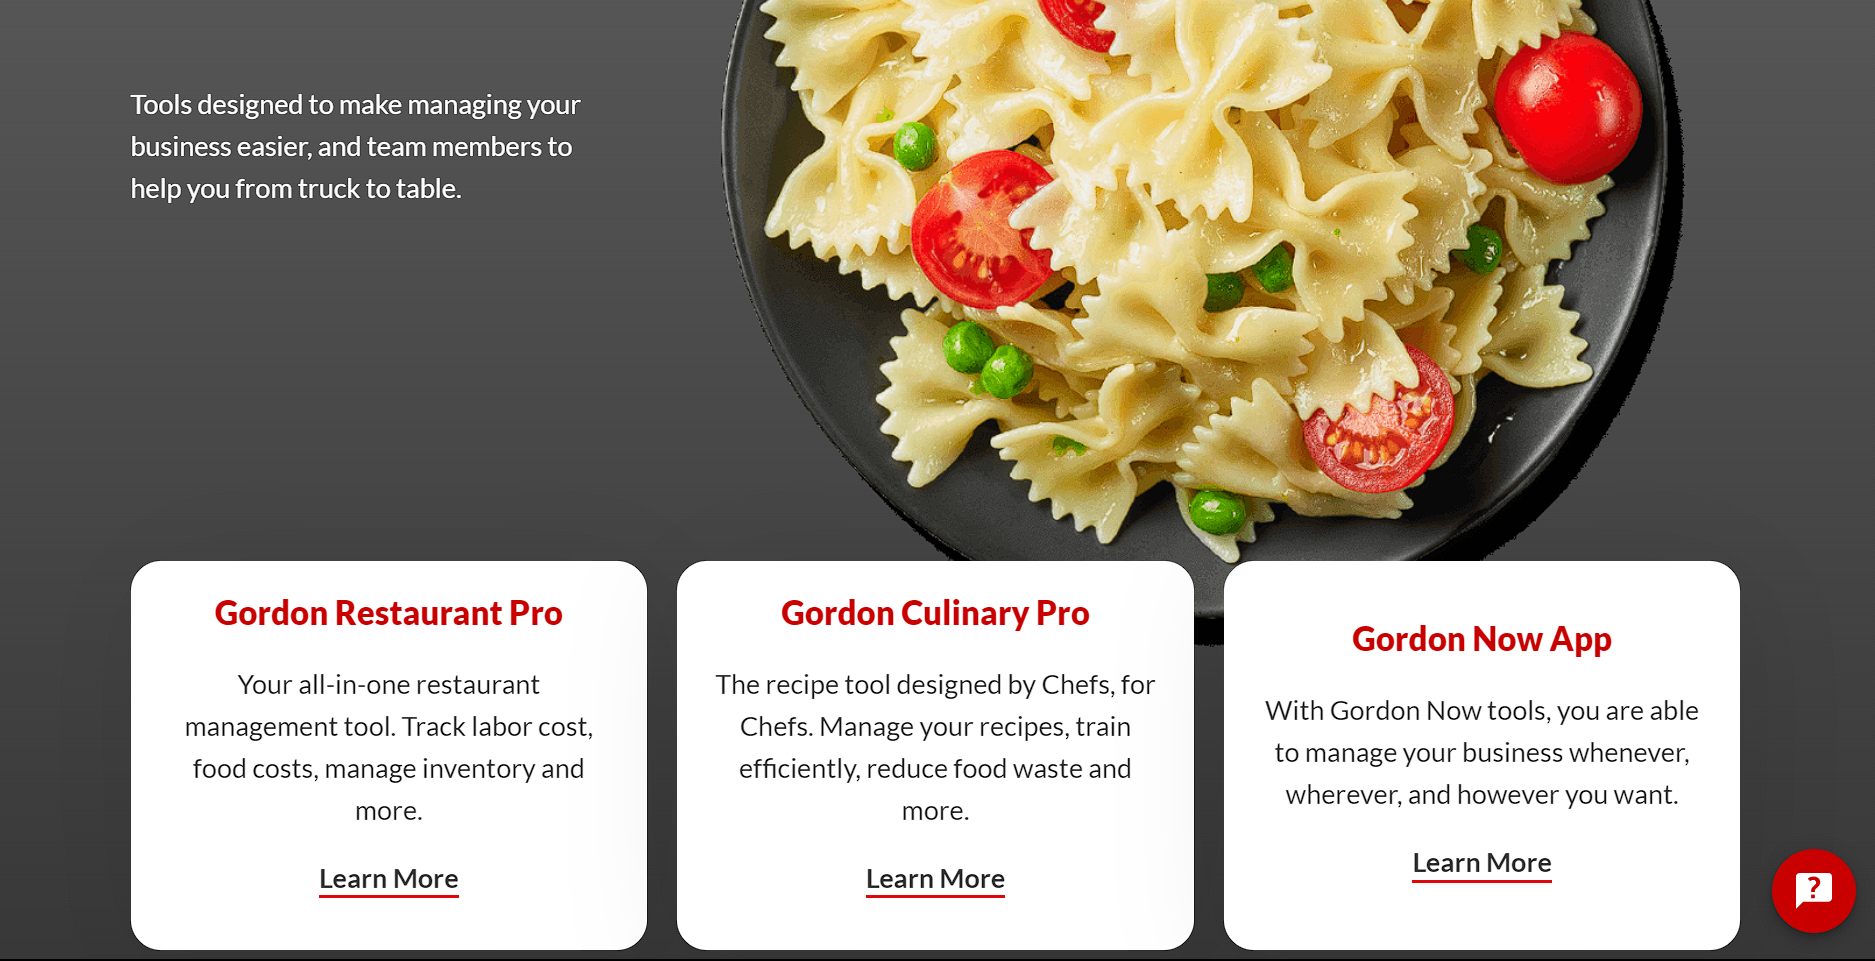 Tools designed to make managing your
business easier, and team members to
help you from truck to table.
Gordon Restaurant Pro
Your all-in-one restaurant
management tool. Track labor cost,
food costs, manage inventory and
more.
Learn More
Gordon Culinary Pro
The recipe tool designed by Chefs, for
Chefs. Manage your recipes, train
efficiently, reduce food waste and
more.
Learn More
Gordon Now App
With Gordon Now tools, you are able
to manage your business whenever,
wherever, and however you want.
Learn More
?